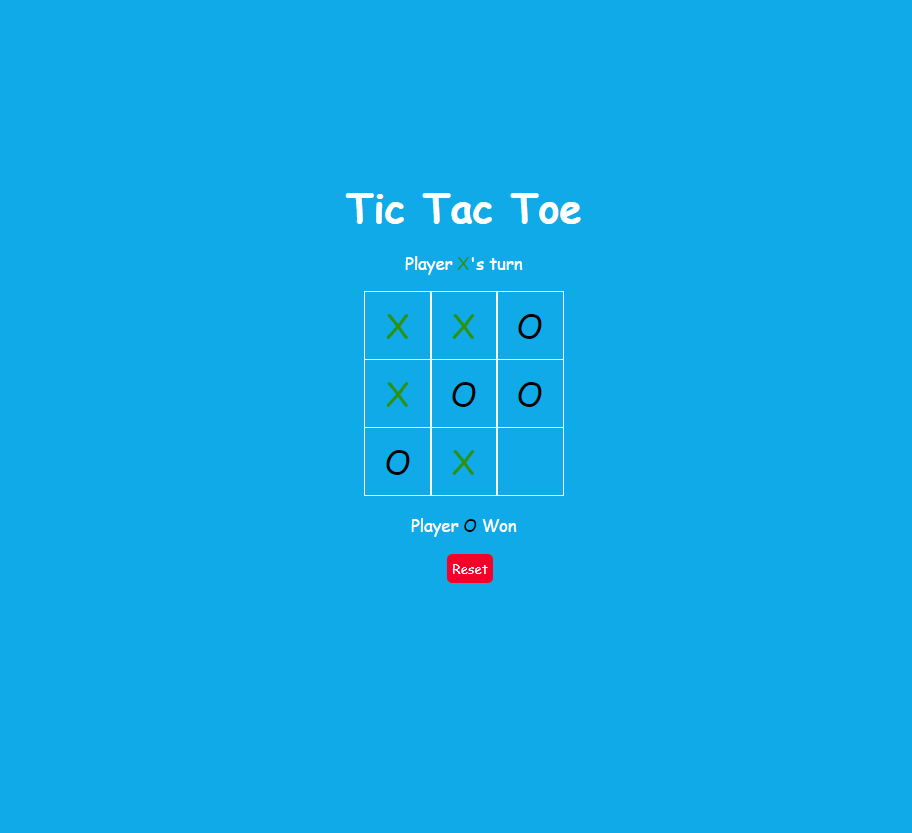 Tic Tac Toe
Player X's turn
X X O
X O O
O X
Player O Won
Reset